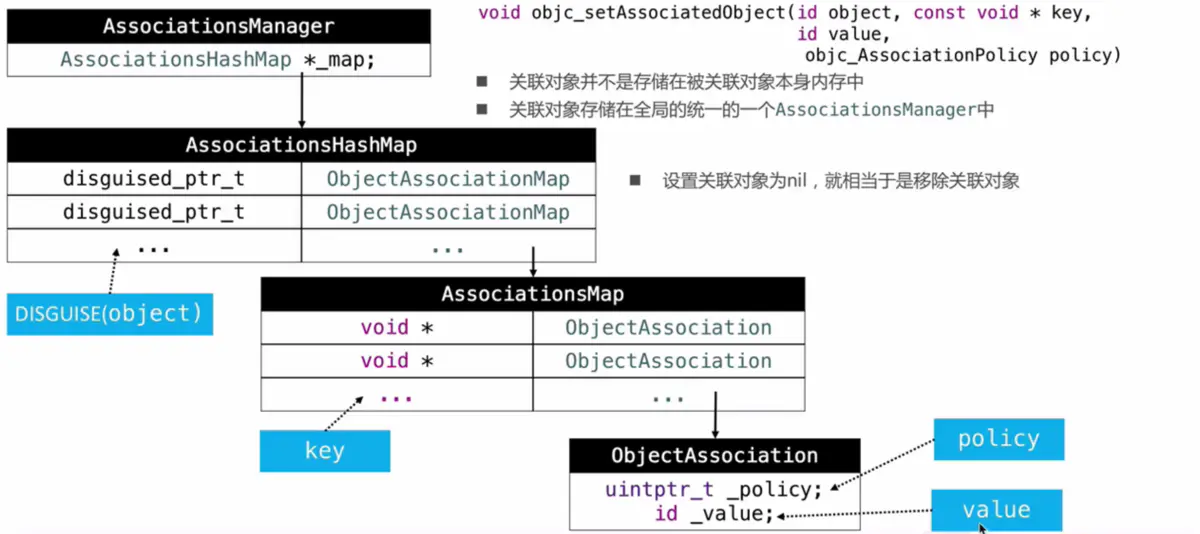 AssociationsManager
AssociationsHashMap *_map;
void objc_setAssociatedObject(id object, const void * key,
id value,
objc_AssociationPolicy policy)
■ 关联对象并不是存储在被关联对象本身内存中
■ 关联对象存储在全局的统一的一个AssociationsManager中
AssociationsHashMap
disguised_ptr_t ObjectAssociationMap
disguised_ptr_t ObjectAssociationMap
... ...
■ 设置关联对象为nil，就相当于是移除关联对象
DISGUISE(object)
AssociationsMap
void * ObjectAssociation
void * ObjectAssociation
... ...
key
ObjectAssociation
uintptr_t _policy;
id _value;
policy
value